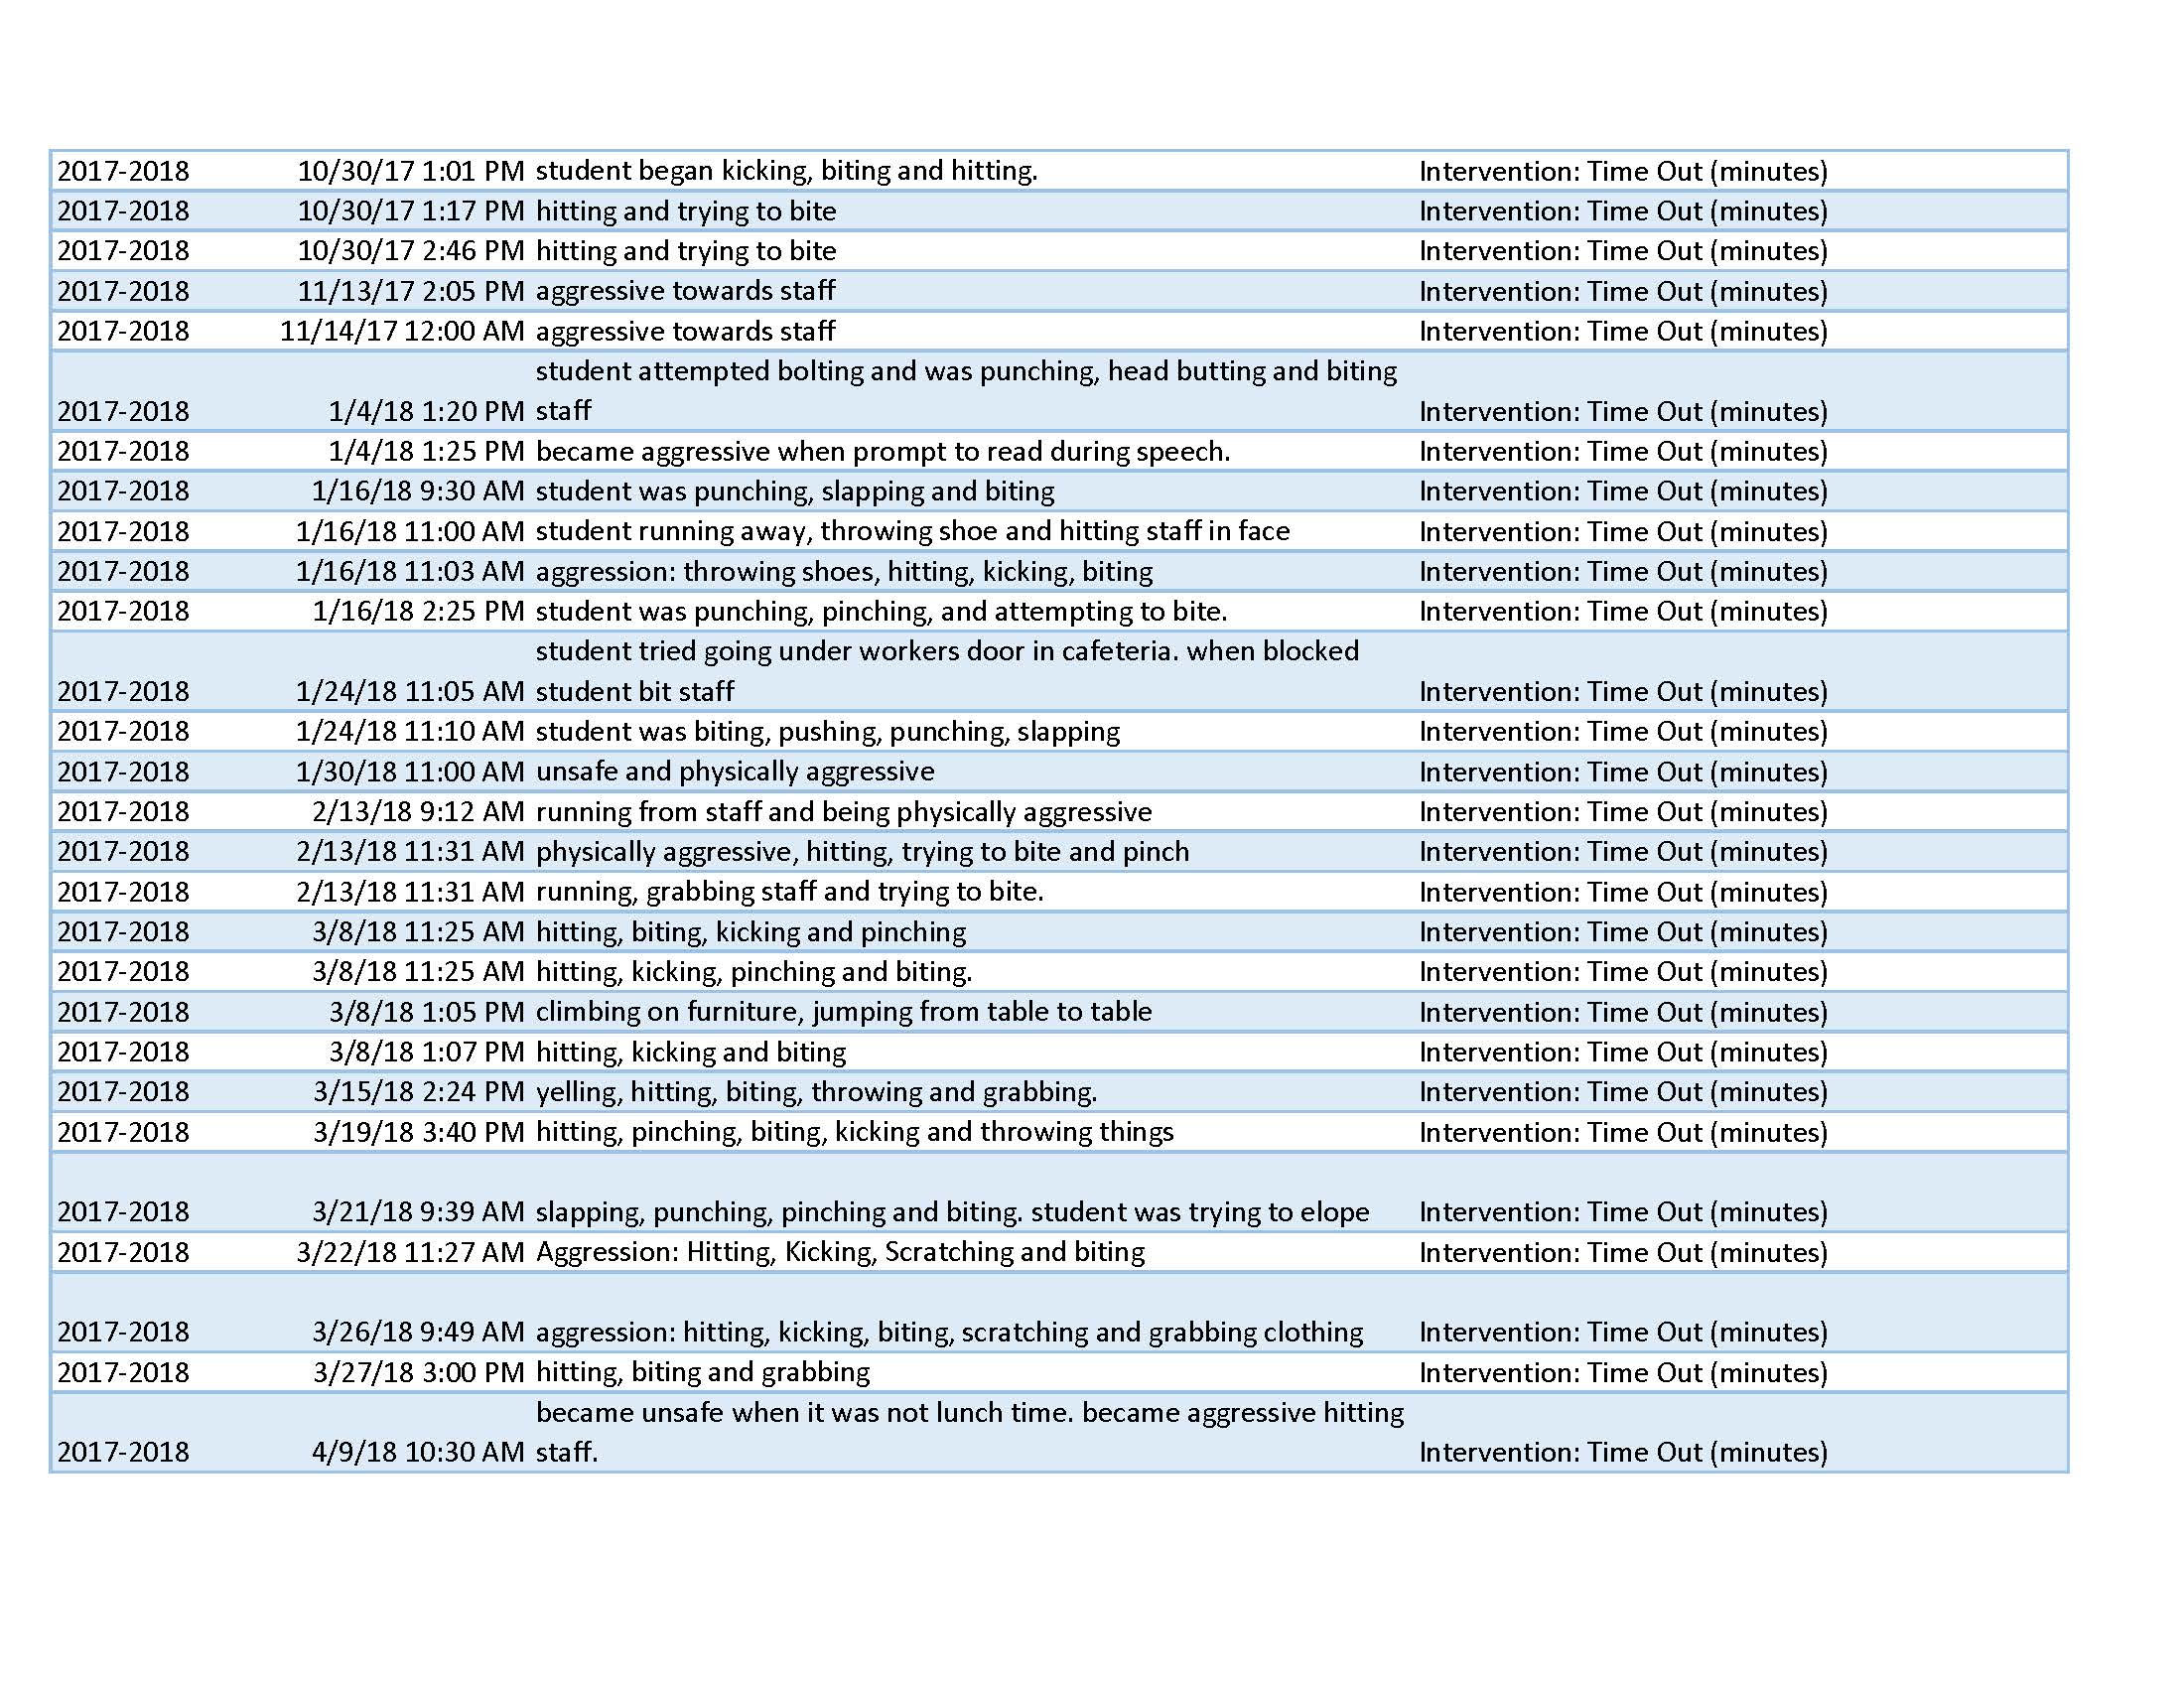 2017-2018 10/30/17 1:01 PM student began kicking, biting and hitting. Intervention: Time Out (minutes)
2017-2018 10/30/17 1:17 PM hitting and trying to bite Intervention: Time Out (minutes)
2017-2018 10/30/17 2:46 PM hitting and trying to bite Intervention: Time Out (minutes)
2017-2018 11/13/17 2:05 PM aggressive towards staff Intervention: Time Out (minutes)
2017-2018 11/14/17 12:00 AM aggressive towards staff Intervention: Time Out (minutes)
student attempted bolting and was punching, head butting and biting
2017-2018 1/4/18 1:20 PM staff Intervention: Time Out (minutes)
2017-2018 1/4/18 1:25 PM became aggressive when prompt to read during speech. Intervention: Time Out (minutes)
2017-2018 1/16/18 9:30 AM student was punching, slapping and biting Intervention: Time Out (minutes)
2017-2018 1/16/18 11:00 AM student running away, throwing shoe and hitting staff in face Intervention: Time Out (minutes)
2017-2018 1/16/18 11:03 AM aggression: throwing shoes, hitting, kicking, biting Intervention: Time Out (minutes)
2017-2018 1/16/18 2:25 PM student was punching, pinching, and attempting to bite. Intervention: Time Out (minutes)
student tried going under workers door in cafeteria. when blocked
2017-2018 1/24/18 11:05 AM student bit staff Intervention: Time Out (minutes)
2017-2018 1/24/18 11:10 AM student was biting, pushing, punching, slapping Intervention: Time Out (minutes)
2017-2018 1/30/18 11:00 AM unsafe and physically aggressive Intervention: Time Out (minutes)
2017-2018 2/13/18 9:12 AM running from staff and being physically aggressive Intervention: Time Out (minutes)
2017-2018 2/13/18 11:31 AM physically aggressive, hitting, trying to bite and pinch Intervention: Time Out (minutes)
2017-2018 2/13/18 11:31 AM running, grabbing staff and trying to bite. Intervention: Time Out (minutes)
2017-2018 3/8/18 11:25 AM hitting, biting, kicking and pinching Intervention: Time Out (minutes)
2017-2018 3/8/18 11:25 AM hitting, kicking, pinching and biting. Intervention: Time Out (minutes)
2017-2018 3/8/18 1:05 PM climbing on furniture, jumping from table to table Intervention: Time Out (minutes)
2017-2018 3/8/18 1:07 PM hitting, kicking and biting Intervention: Time Out (minutes)
2017-2018 3/15/18 2:24 PM yelling, hitting, biting, throwing and grabbing. Intervention: Time Out (minutes)
2017-2018 3/19/18 3:40 PM hitting, pinching, biting, kicking and throwing things Intervention: Time Out (minutes)
2017-2018 3/21/18 9:39 AM slapping, punching, pinching and biting. student was trying to elope Intervention: Time Out (minutes)
2017-2018 3/22/18 11:27 AM Aggression: Hitting, Kicking, Scratching and biting Intervention: Time Out (minutes)
2017-2018 3/26/18 9:49 AM aggression: hitting, kicking, biting, scratching and grabbing clothing Intervention: Time Out (minutes)
2017-2018 3/27/18 3:00 PM hitting, biting and grabbing Intervention: Time Out (minutes)
became unsafe when it was not lunch time. became aggressive hitting
2017-2018 4/9/18 10:30 AM staff. Intervention: Time Out (minutes)